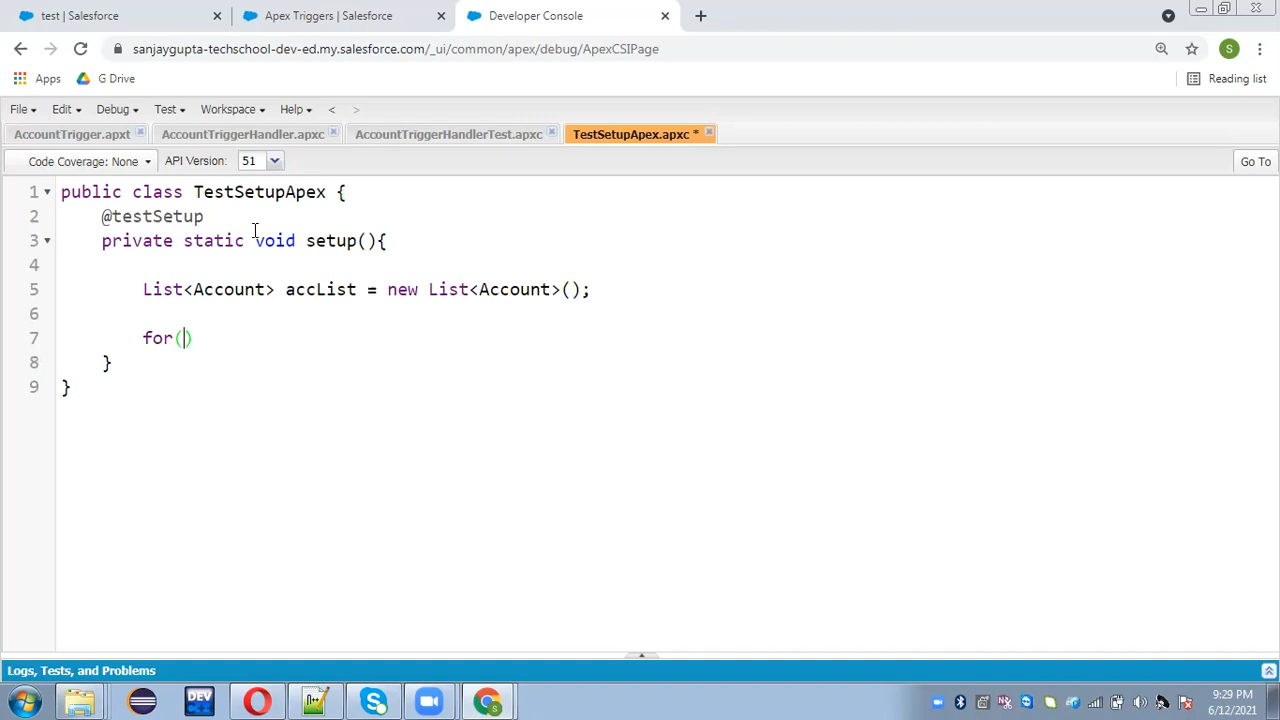 test | Salesforce × Apex Triggers | Salesforce × Developer Console × +
sanjaygupta-techschool-dev-ed.my.salesforce.com/_ui/common/apex/debug/ApexCSIPage S
Apps G Drive Reading list
File Edit Debug Test Workspace Help < >
AccountTrigger.apxt AccountTriggerHandler.apxc AccountTriggerHandlerTest.apxc TestSetupApex.apxc *
Code Coverage: None API Version: 51 Go To
1 public class TestSetupApex {
2 @testSetup
3 private static void setup(){
4
5 List<Account> accList = new List<Account>();
6
7 for()
8 }
9 }
Logs, Tests, and Problems
DEV
9:29 PM
6/12/2021